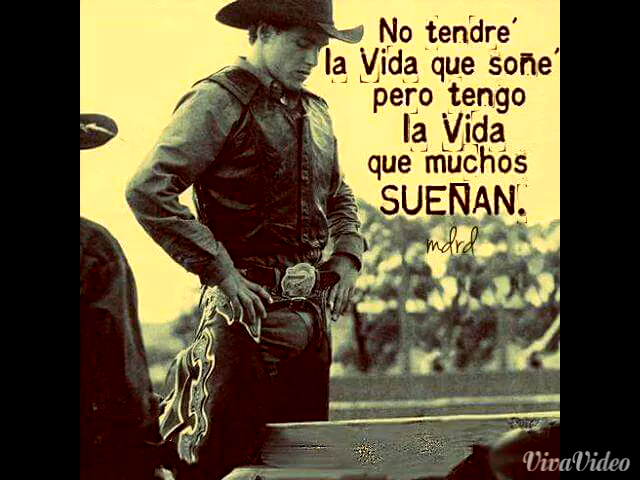 No tendré
la Vida que soñé
pero tengo
la Vida
que muchos
SUEÑAN.
mdrd
VivaVideo